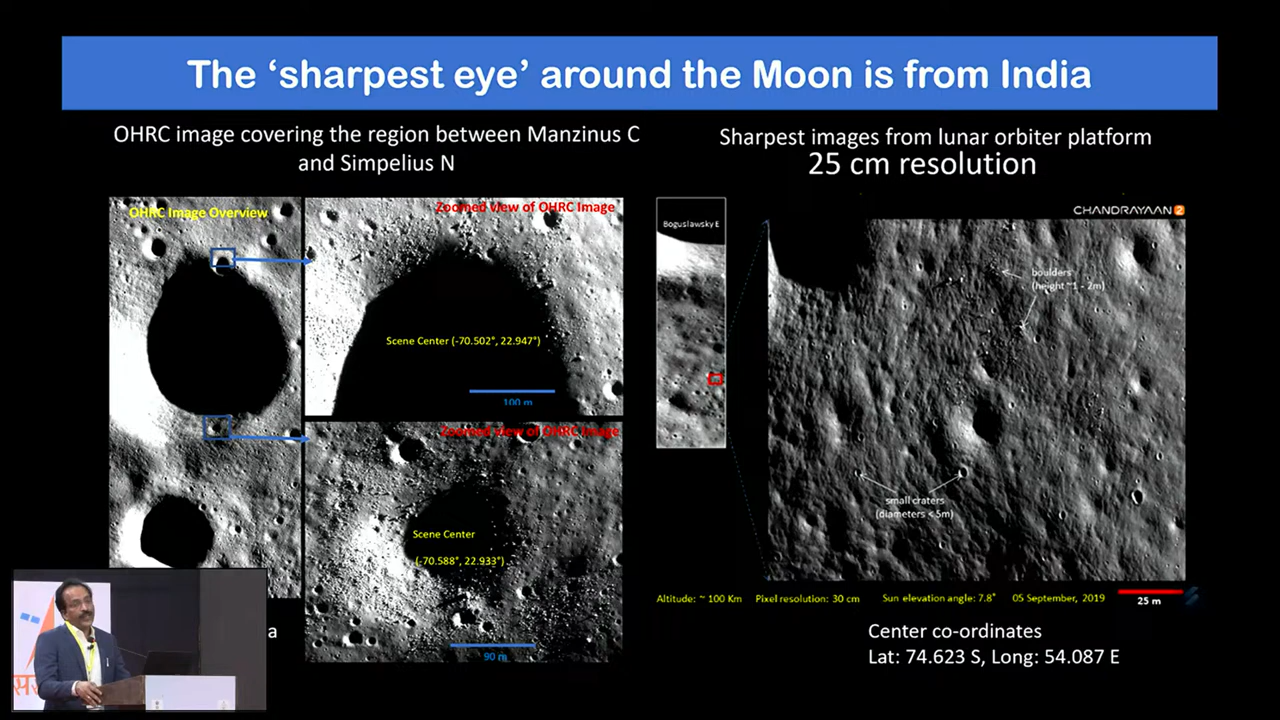 The ‘sharpest eye’ around the Moon is from India
OHRC image covering the region between Manzinus C
and Simpelius N
OHRC Image Overview
Zoomed view of OHRC Image
Scene Center (-70.502°, 22.947°)
100 m
Zoomed view of OHRC Image
Scene Center
(-70.588°, 22.933°)
90 m
Sharpest images from lunar orbiter platform
25 cm resolution
Boguslawsky E
CHANDRAYAAN 2
boulders
(height ~1 - 2m)
small craters
(diameters < 5m)
Altitude: ~ 100 Km Pixel resolution: 30 cm Sun elevation angle: 7.8° 05 September, 2019
25 m
Center co-ordinates
Lat: 74.623 S, Long: 54.087 E